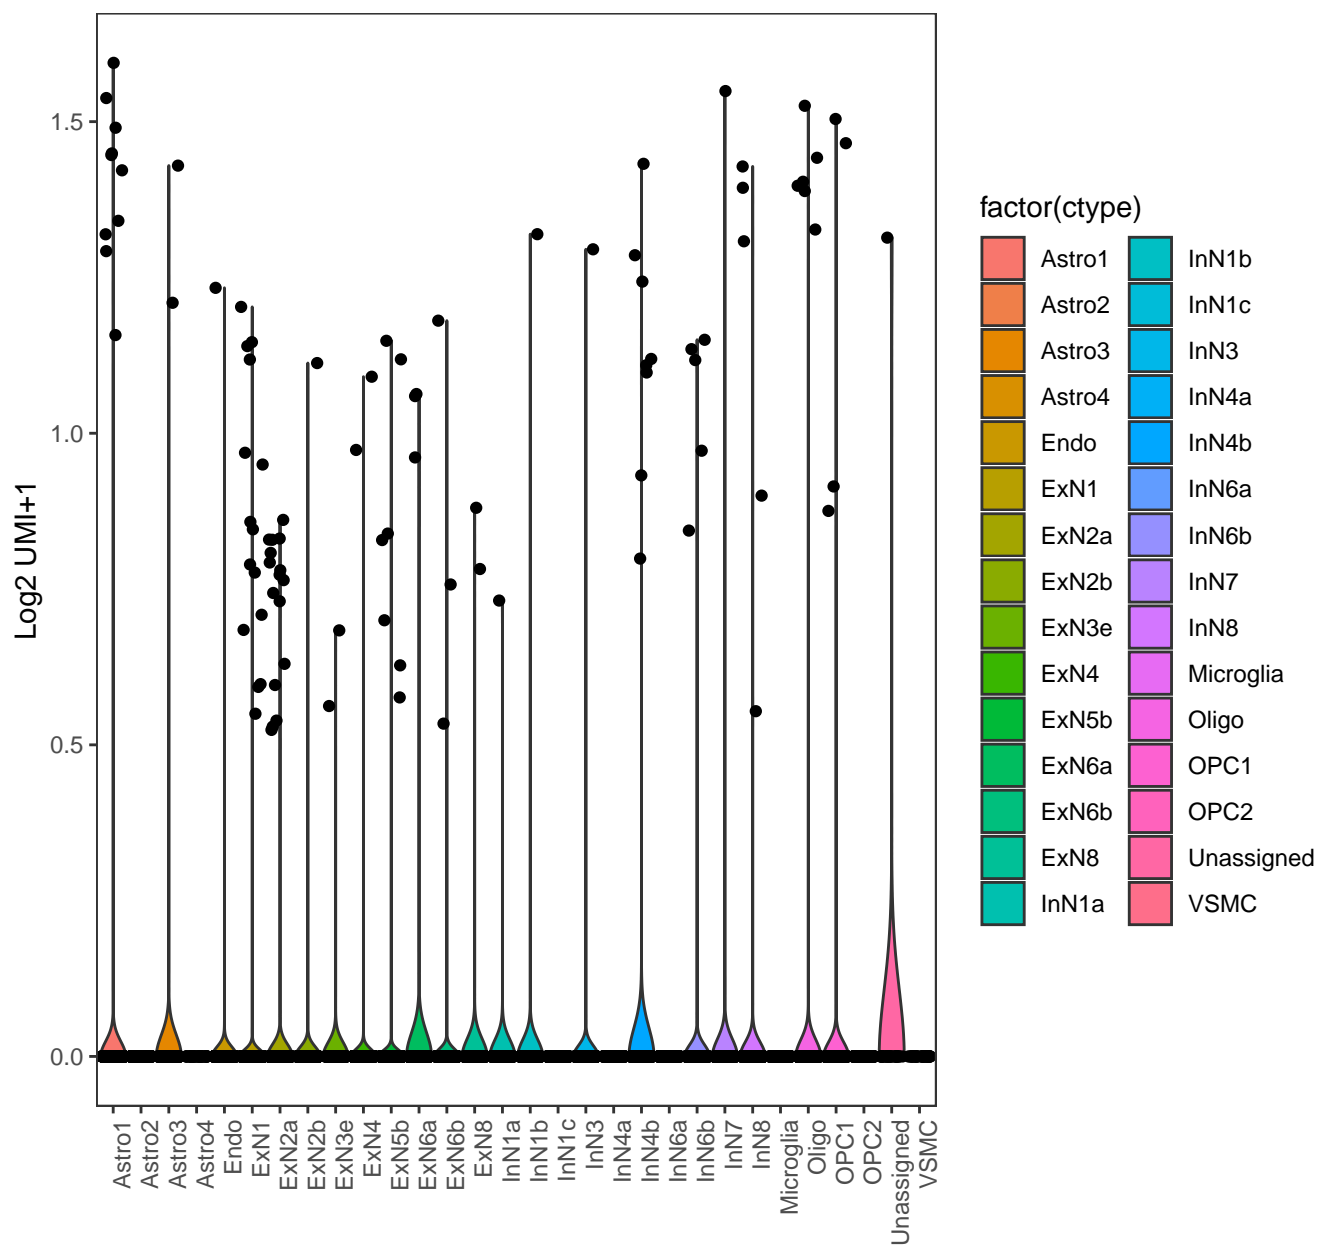 Log2 UMI+1
1.5
1.0
0.5
0.0
Astro1
Astro2
Astro3
Astro4
Endo
ExN1
ExN2a
ExN2b
ExN3e
ExN4
ExN5b
ExN6a
ExN6b
ExN8
InN1a
InN1b
InN1c
InN3
InN4a
InN4b
InN6a
InN6b
InN7
InN8
Microglia
Oligo
OPC1
OPC2
Unassigned
VSMC
factor(ctype)
Astro1
Astro2
Astro3
Astro4
Endo
ExN1
ExN2a
ExN2b
ExN3e
ExN4
ExN5b
ExN6a
ExN6b
ExN8
InN1a
InN1b
InN1c
InN3
InN4a
InN4b
InN6a
InN6b
InN7
InN8
Microglia
Oligo
OPC1
OPC2
Unassigned
VSMC